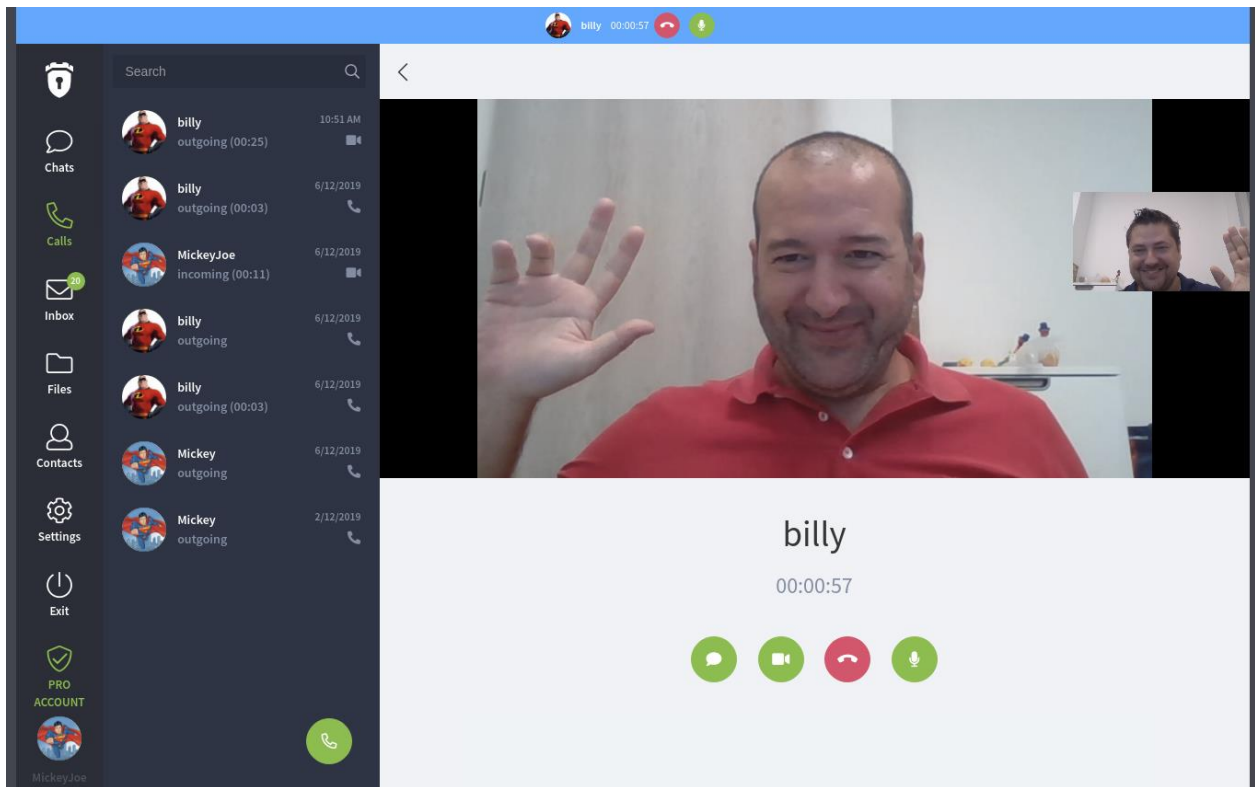 billy 00:00:57
Search
billy 10:51 AM
outgoing (00:25)
billy 6/12/2019
outgoing (00:03)
MickeyJoe 6/12/2019
incoming (00:11)
billy 6/12/2019
outgoing
billy 6/12/2019
outgoing (00:03)
Mickey 6/12/2019
outgoing
Mickey 2/12/2019
outgoing
Chats
Calls
20
Inbox
Files
Contacts
Settings
Exit
PRO
ACCOUNT
MickeyJoe
billy
00:00:57